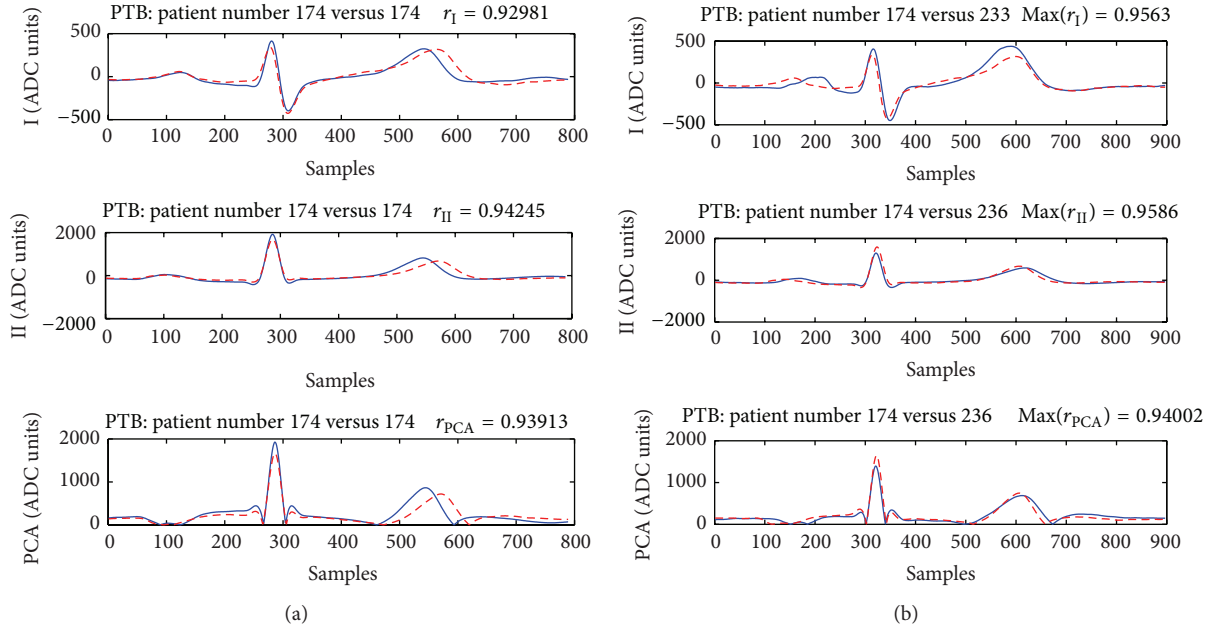 PTB: patient number 174 versus 174 r_I = 0.92981
I (ADC units)
500
0
−500
0 100 200 300 400 500 600 700 800
Samples
PTB: patient number 174 versus 174 r_II = 0.94245
II (ADC units)
2000
0
−2000
0 100 200 300 400 500 600 700 800
Samples
PTB: patient number 174 versus 174 r_PCA = 0.93913
PCA (ADC units)
2000
1000
0
0 100 200 300 400 500 600 700 800
Samples
(a)
PTB: patient number 174 versus 233 Max(r_I) = 0.9563
I (ADC units)
500
0
−500
0 100 200 300 400 500 600 700 800 900
Samples
PTB: patient number 174 versus 236 Max(r_II) = 0.9586
II (ADC units)
2000
0
−2000
0 100 200 300 400 500 600 700 800 900
Samples
PTB: patient number 174 versus 236 Max(r_PCA) = 0.94002
PCA (ADC units)
2000
1000
0
0 100 200 300 400 500 600 700 800 900
Samples
(b)